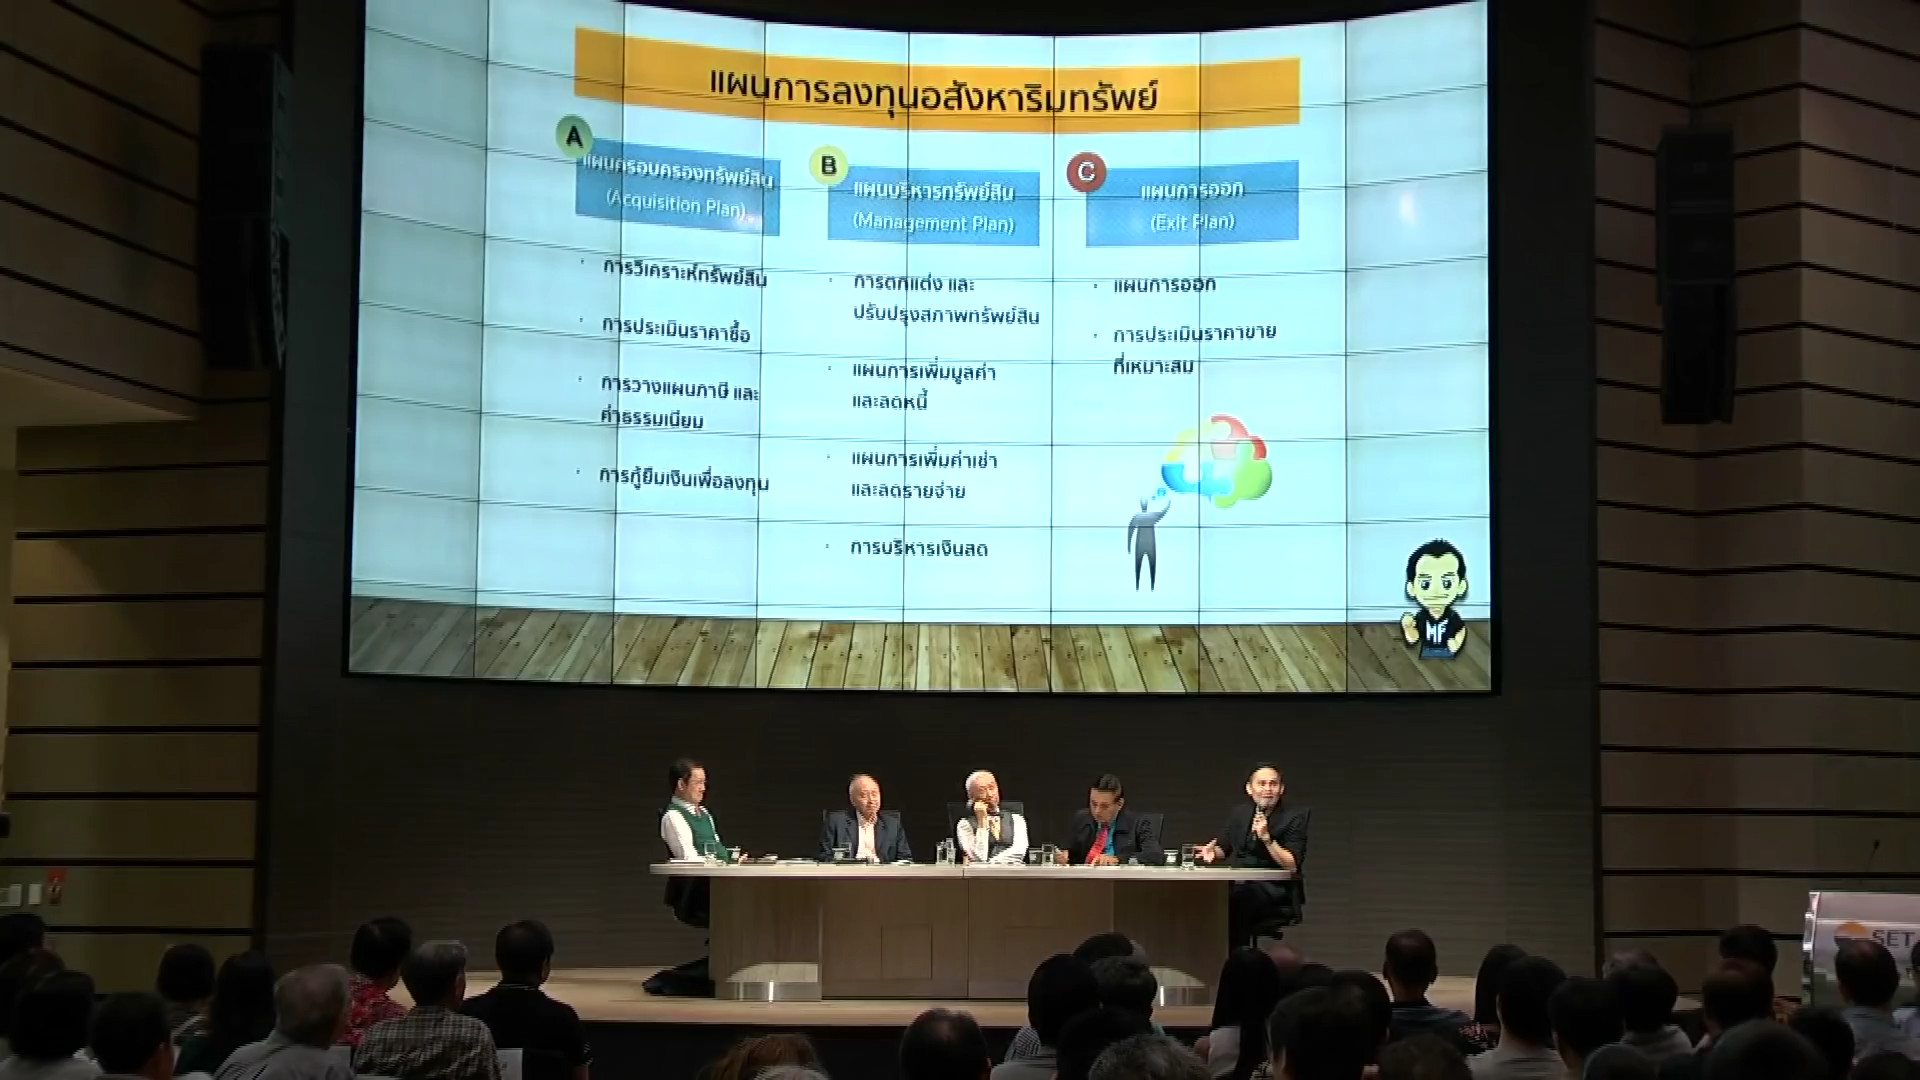 แผนการลงทุนอสังหาริมทรัพย์
A
แผนครอบครองทรัพย์สิน
(Acquisition Plan)
การวิเคราะห์ทรัพย์สิน
การประเมินราคาซื้อ
การวางแผนภาษี และ
ค่าธรรมเนียม
การกู้ยืมเงินเพื่อลงทุน
B
แผนบริหารทรัพย์สิน
(Management Plan)
การตกแต่ง และ
ปรับปรุงสภาพทรัพย์สิน
แผนการเพิ่มมูลค่า
และลดหนี้
แผนการเพิ่มค่าเช่า
และลดรายจ่าย
การบริหารเงินสด
C
แผนการออก
(Exit Plan)
แผนการออก
การประเมินราคาขาย
ที่เหมาะสม
MF
SET